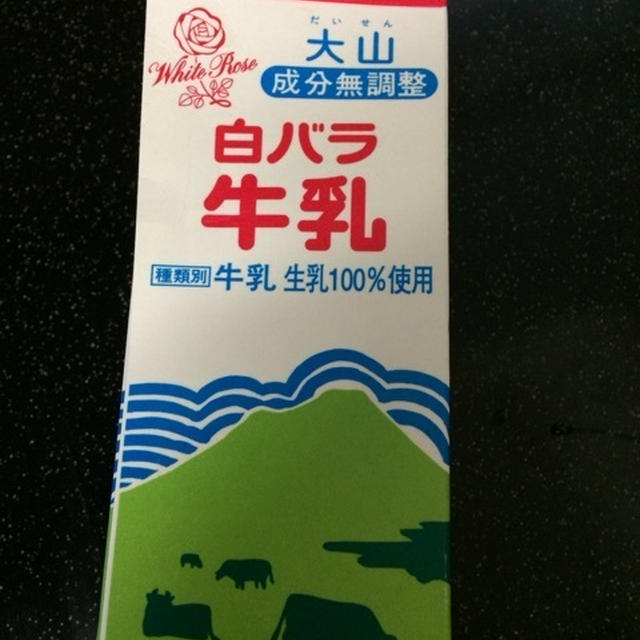 白
White Rose
だいせん
大山
成分無調整
白バラ
牛乳
種類別 牛乳 生乳100%使用